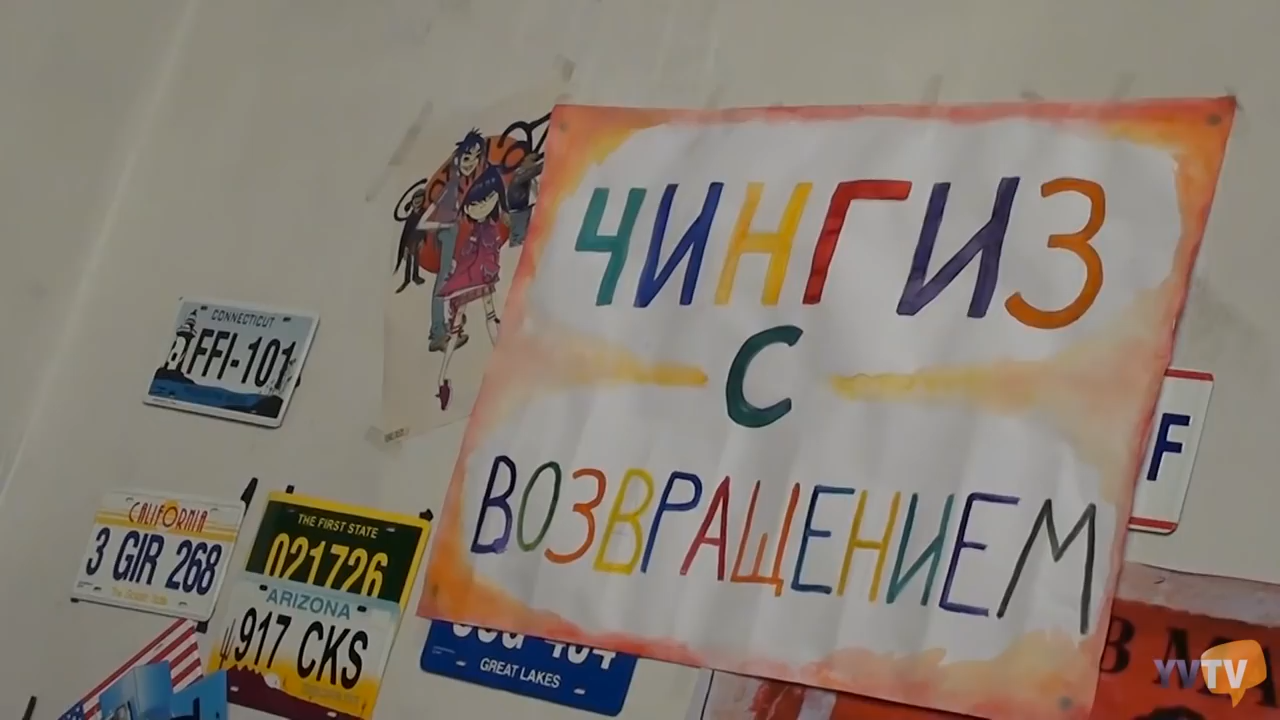 ЧИНГИЗ
С
ВОЗВРАЩЕНИЕМ
CONNECTICUT
FFI-101
CALIFORNIA
3 GIR 268
THE FIRST STATE
021726
ARIZONA
917 CKS
GREAT LAKES
F
В МА
YVTV